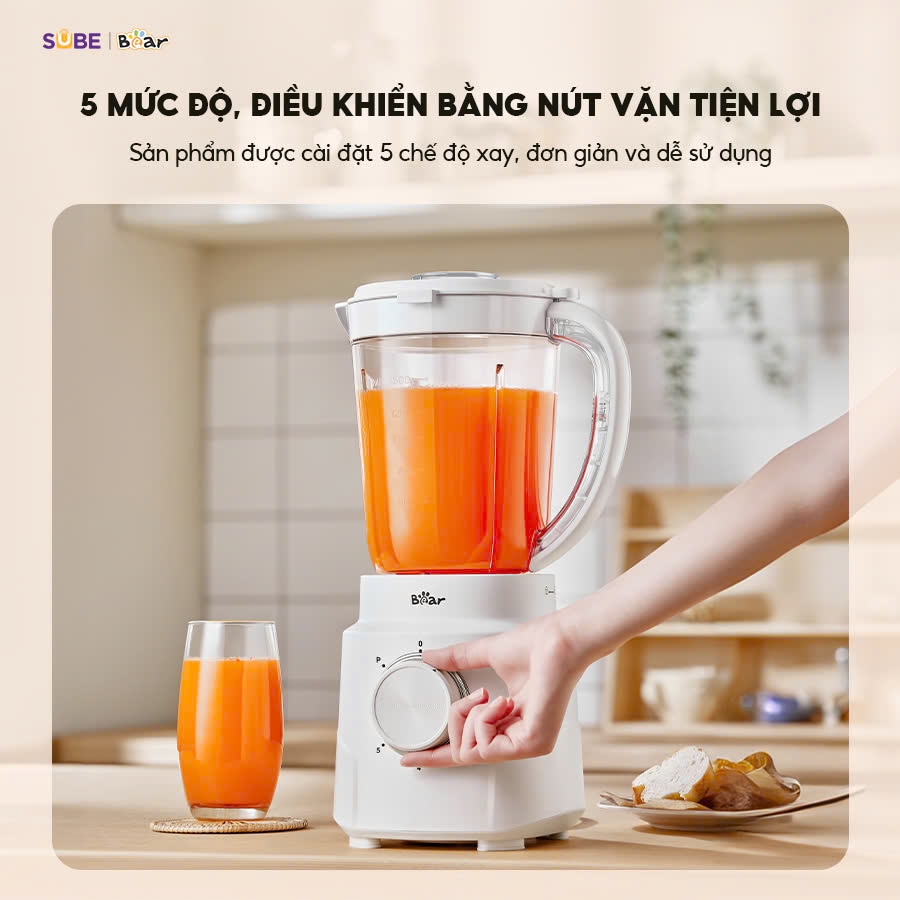 SUBE | Bear
5 MỨC ĐỘ, ĐIỀU KHIỂN BẰNG NÚT VẶN TIỆN LỢI
Sản phẩm được cài đặt 5 chế độ xay, đơn giản và dễ sử dụng
Bear
0
P
5